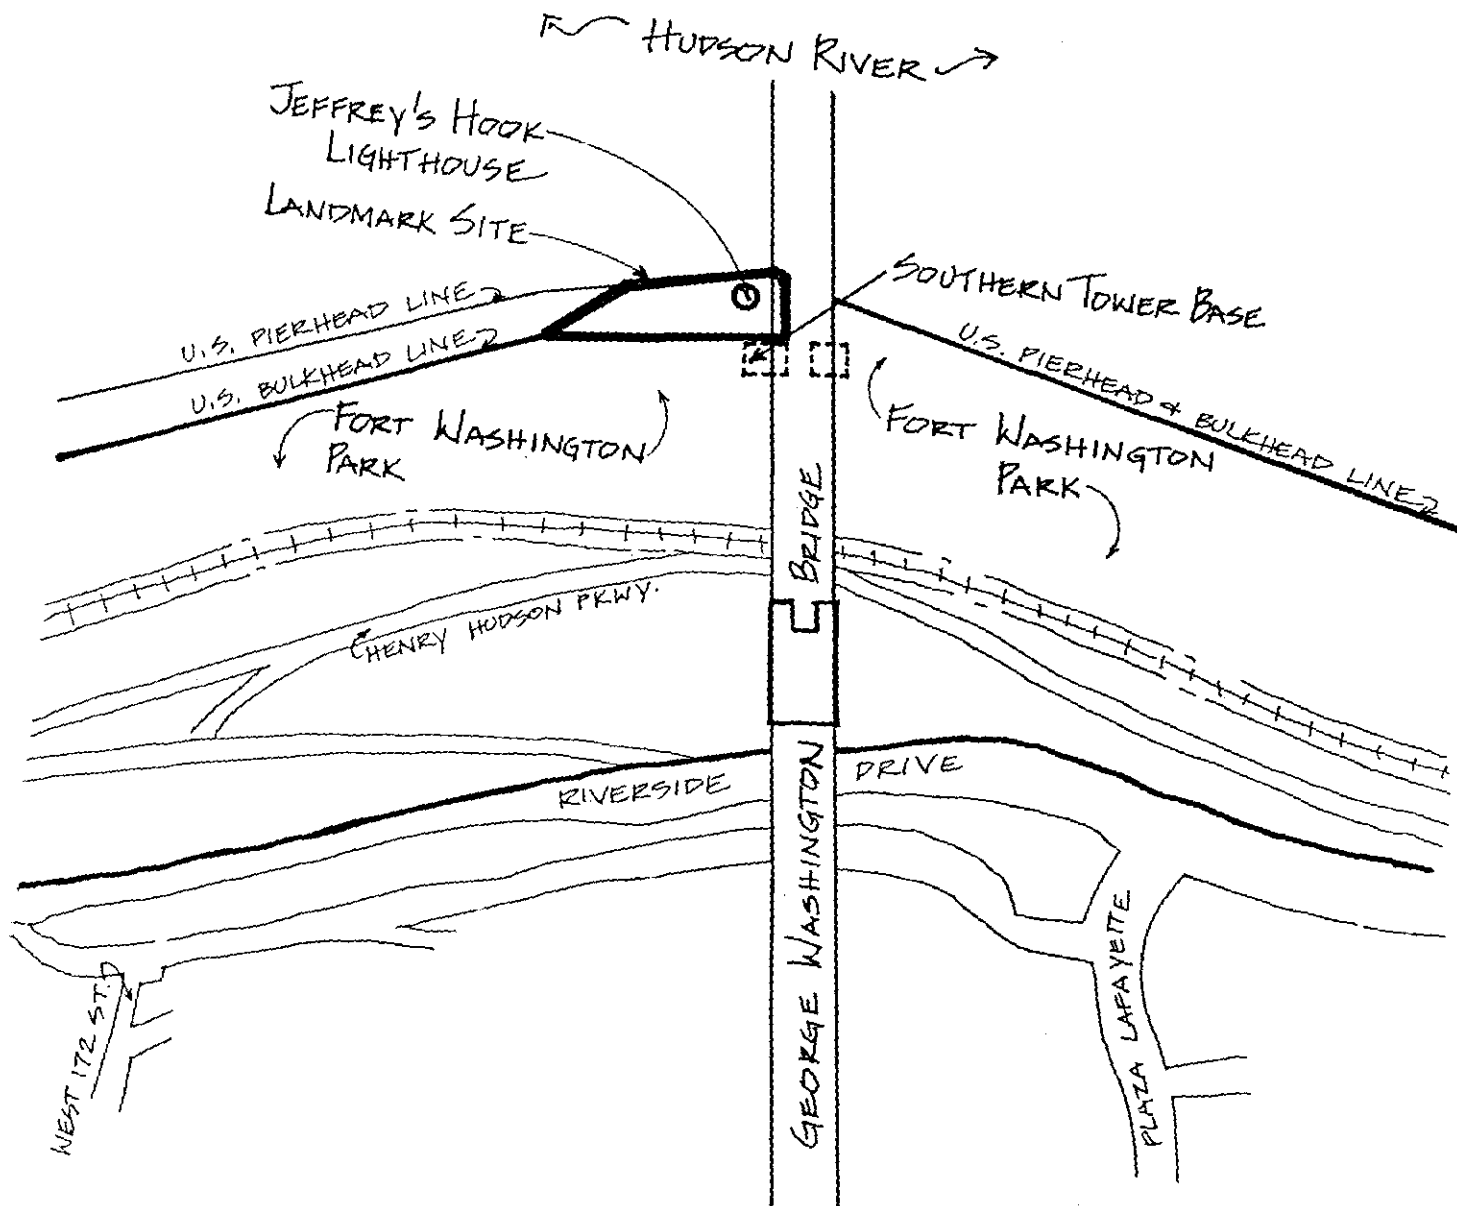 HUDSON RIVER
JEFFREY'S HOOK
LIGHTHOUSE
LANDMARK SITE
SOUTHERN TOWER BASE
U.S. PIERHEAD LINE
U.S. BULKHEAD LINE
U.S. PIERHEAD & BULKHEAD LINE
FORT WASHINGTON
PARK
FORT WASHINGTON
PARK
HENRY HUDSON PKWY.
GEORGE WASHINGTON BRIDGE
RIVERSIDE DRIVE
WEST 172 ST.
PLAZA LAFAYETTE